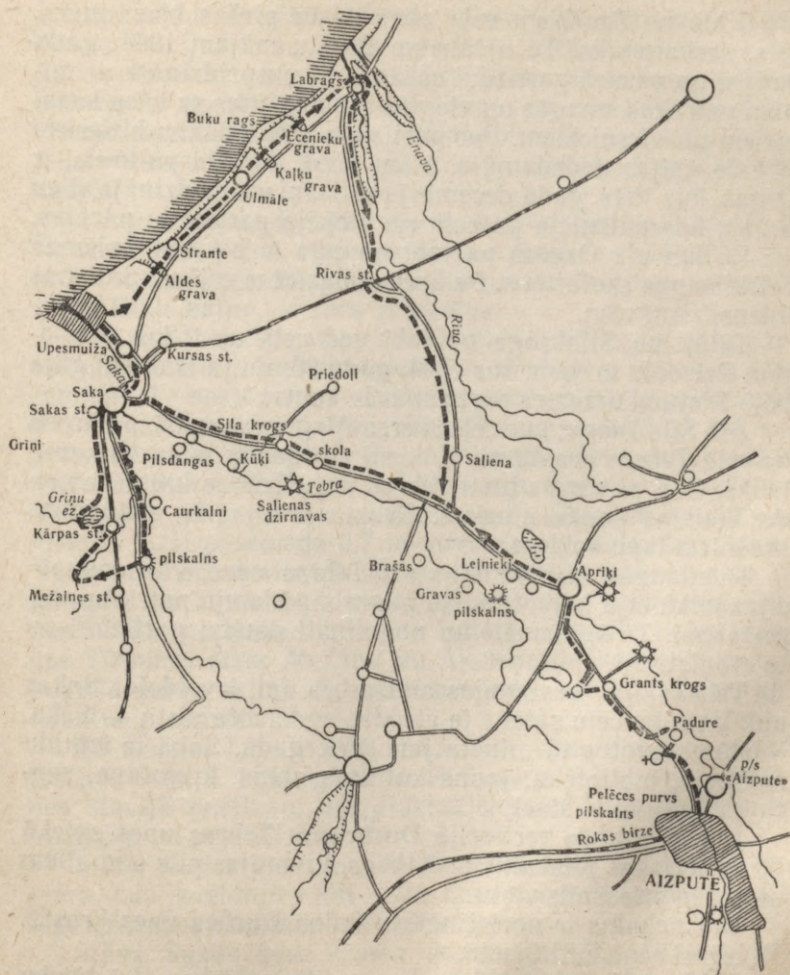 Labrags
Buku rags
Ecenieku
grava
Enava
Kaļķu
grava
Ulmāle
Strante
Aldes
grava
Rivas st.
Riva
Upesmuiža
Saka
Kursas st.
Saka
Priedoļi
Sakas st.
Sila krogs
Griņi
skola
Saliena
Pilsdangas
Kūķi
Tebra
Salienas
dzirnavas
Griņu
ez.
Caurkalni
Kārpas st.
pilskalns
Brašas
Lejnieki
Apriķi
Mežaines st.
Gravas
pilskalns
Grants krogs
Padure
p/s
«Aizpute»
Pelēces purvs
pilskalns
Rokas birze
AIZPUTE